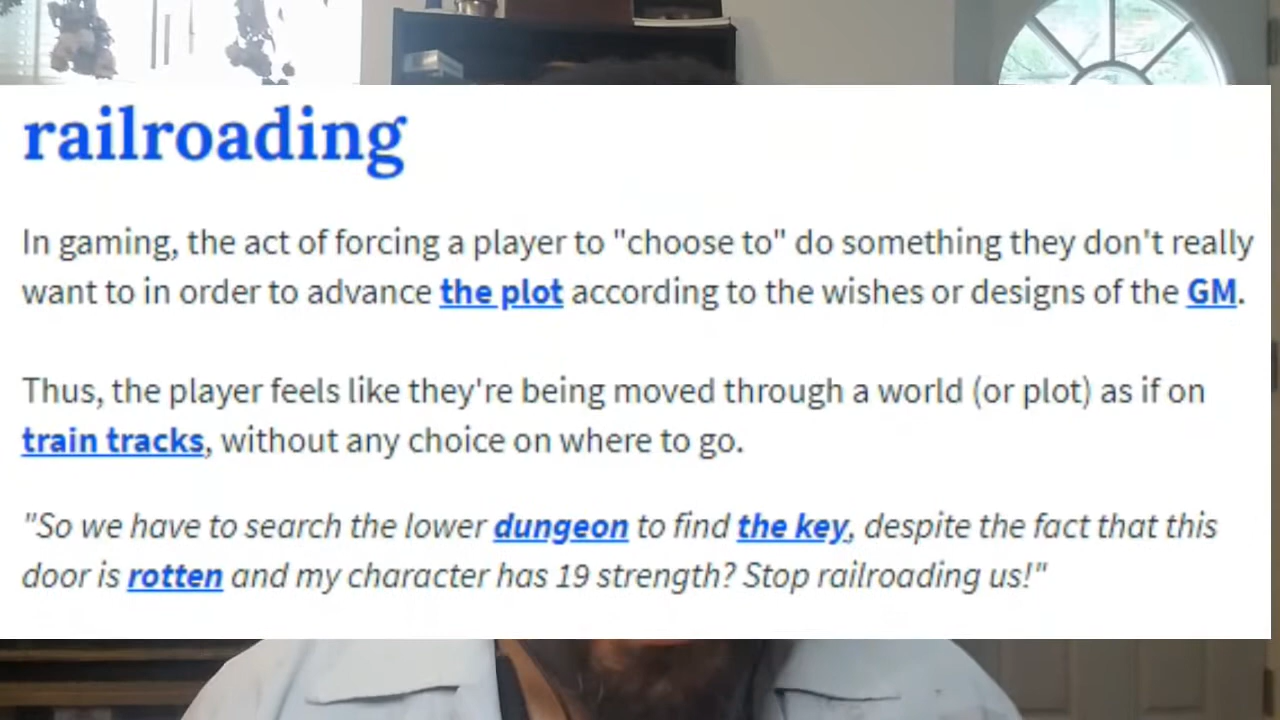 railroading
In gaming, the act of forcing a player to "choose to" do something they don't really
want to in order to advance the plot according to the wishes or designs of the GM.
Thus, the player feels like they're being moved through a world (or plot) as if on
train tracks, without any choice on where to go.
"So we have to search the lower dungeon to find the key, despite the fact that this
door is rotten and my character has 19 strength? Stop railroading us!"